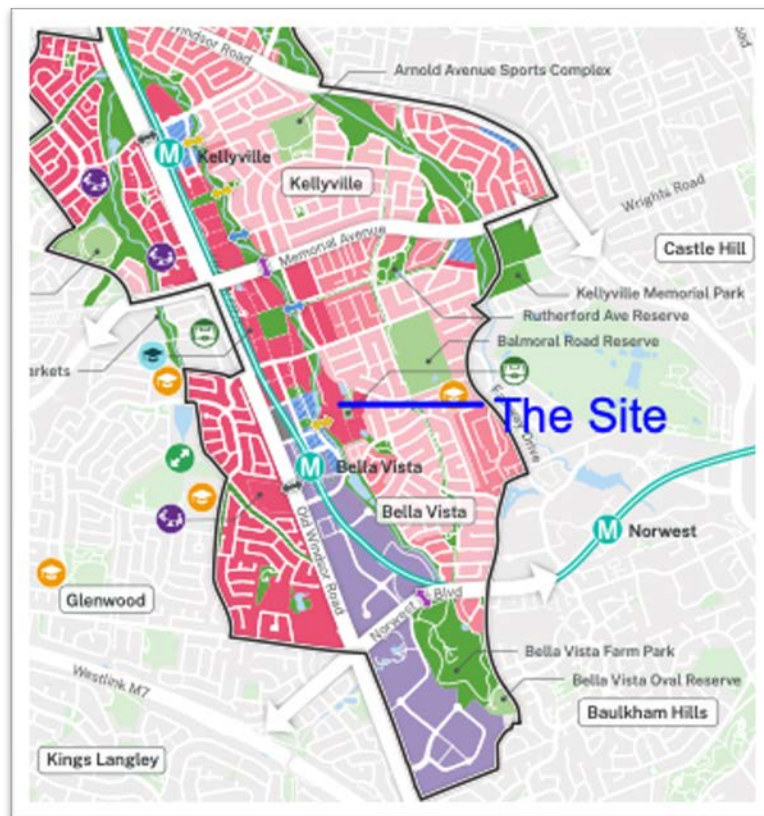 Windsor Road
Arnold Avenue Sports Complex
M
Kellyville
Kellyville
Wrights Road
Memorial Avenue
Castle Hill
Kellyville Memorial Park
Rutherford Ave Reserve
Balmoral Road Reserve
arkets
The Site
Drive
M
Bella Vista
Bella Vista
M
Norwest
Old Windsor Road
Glenwood
Norwest Blvd
Bella Vista Farm Park
Westlink M7
Bella Vista Oval Reserve
Baulkham Hills
Kings Langley